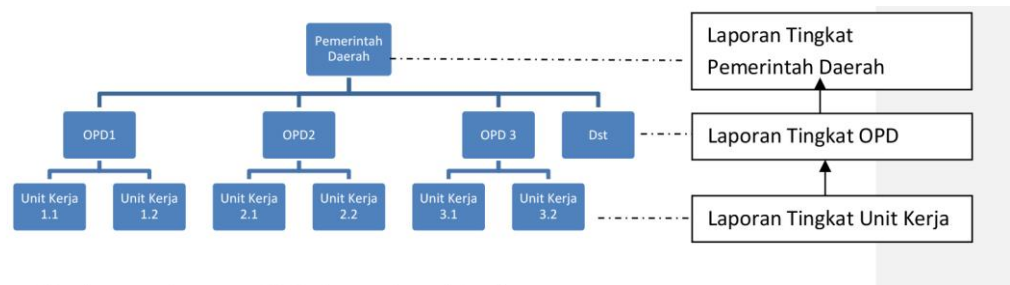 Pemerintah
Daerah
OPD1
OPD2
OPD 3
Dst
Unit Kerja
1.1
Unit Kerja
1.2
Unit Kerja
2.1
Unit Kerja
2.2
Unit Kerja
3.1
Unit Kerja
3.2
Laporan Tingkat
Pemerintah Daerah
Laporan Tingkat OPD
Laporan Tingkat Unit Kerja